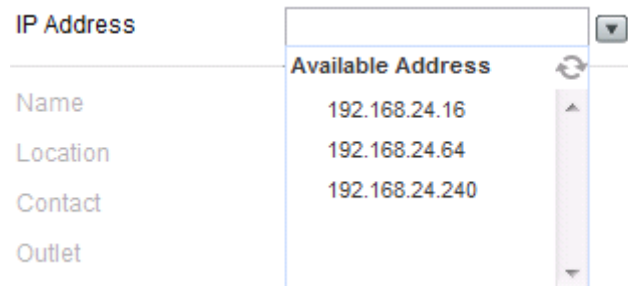 IP Address
Available Address
192.168.24.16
192.168.24.64
192.168.24.240
Name
Location
Contact
Outlet